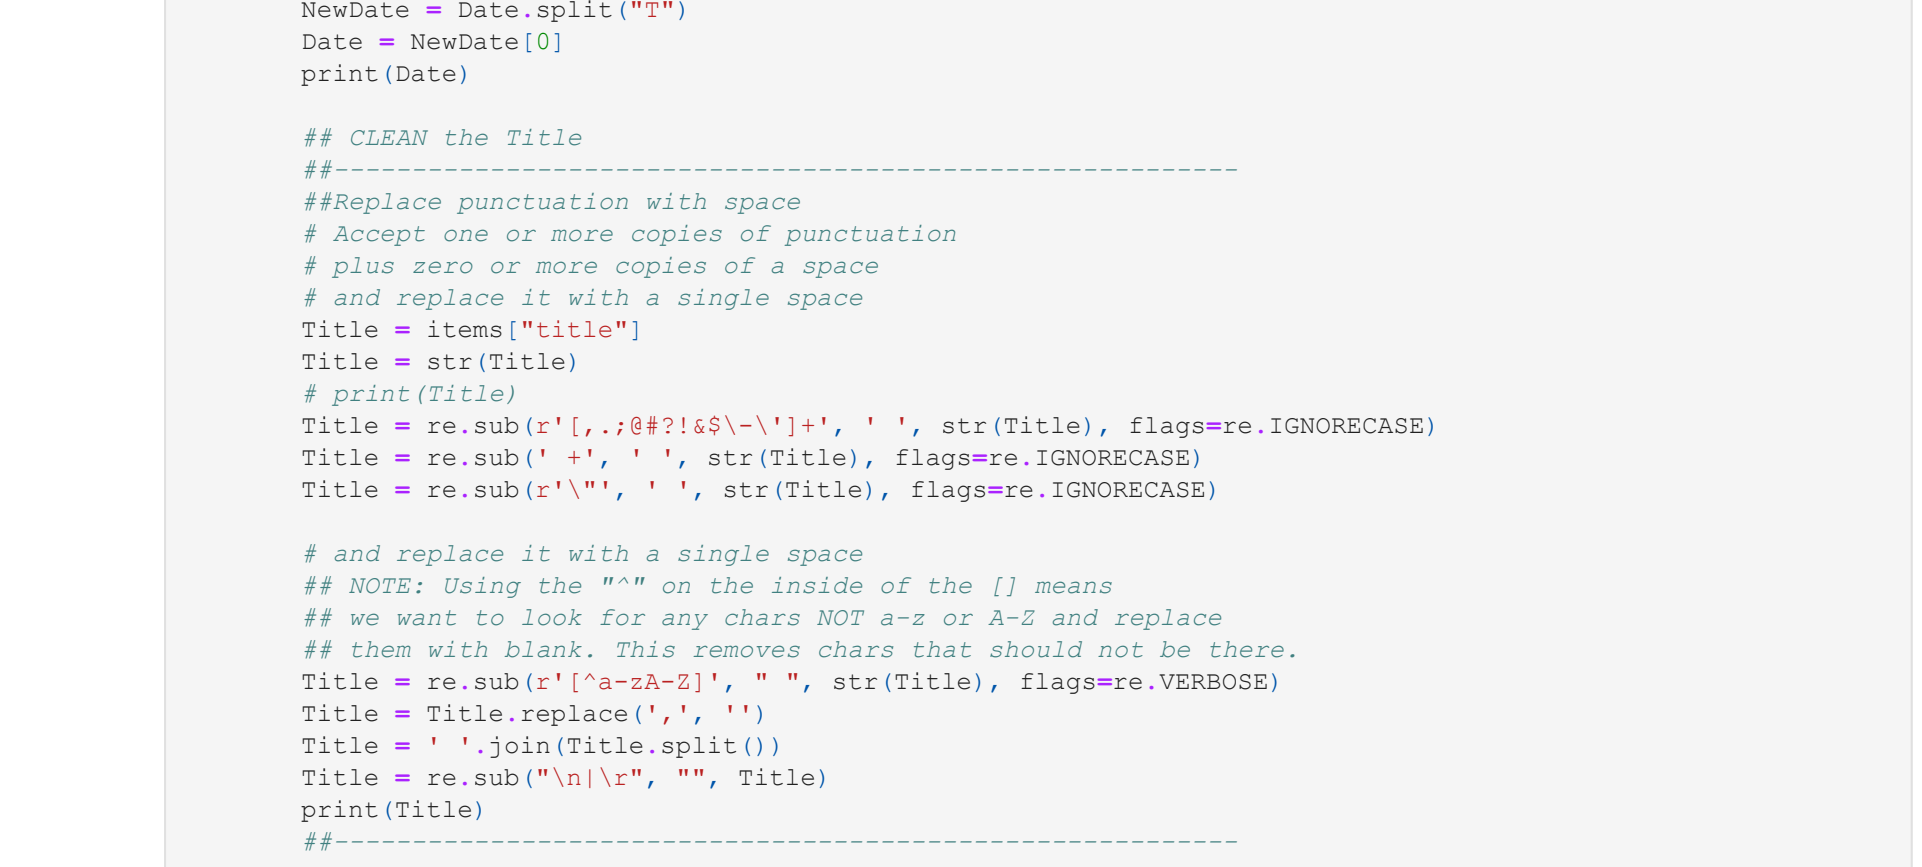 NewDate = Date.split("T")
Date = NewDate[0]
print(Date)
## CLEAN the Title
##----------------------------------------------------------
##Replace punctuation with space
# Accept one or more copies of punctuation
# plus zero or more copies of a space
# and replace it with a single space
Title = items["title"]
Title = str(Title)
# print(Title)
Title = re.sub(r'[,.;@#?!&$\-\']+', ' ', str(Title), flags=re.IGNORECASE)
Title = re.sub(' +', ' ', str(Title), flags=re.IGNORECASE)
Title = re.sub(r'\"', ' ', str(Title), flags=re.IGNORECASE)
# and replace it with a single space
## NOTE: Using the "^" on the inside of the [] means
## we want to look for any chars NOT a-z or A-Z and replace
## them with blank. This removes chars that should not be there.
Title = re.sub(r'[^a-zA-Z]', " ", str(Title), flags=re.VERBOSE)
Title = Title.replace(',', '')
Title = ' '.join(Title.split())
Title = re.sub("\n|\r", "", Title)
print(Title)
##----------------------------------------------------------